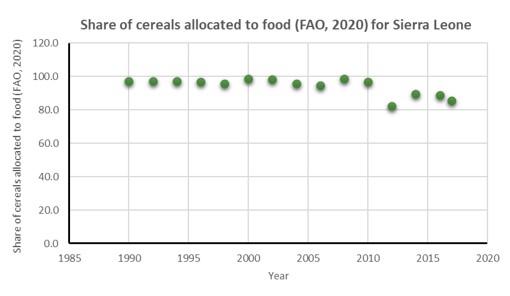 Share of cereals allocated to food (FAO, 2020) for Sierra Leone
Share of cereals allocated to food (FAO, 2020)
120.0
100.0
80.0
60.0
40.0
20.0
0.0
1985 1990 1995 2000 2005 2010 2015 2020
Year